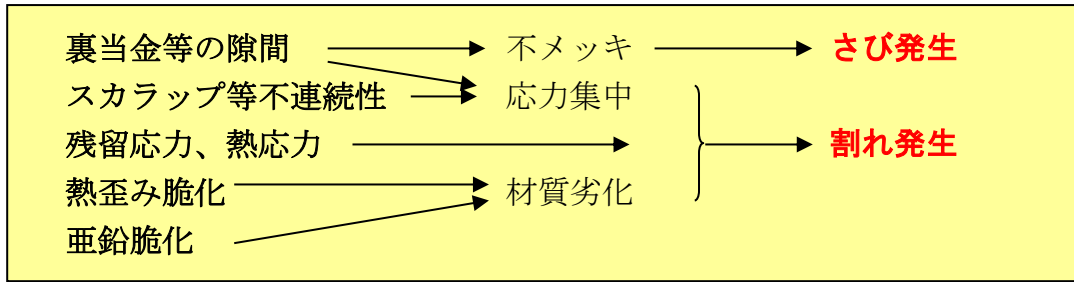 裏当金等の隙間 不メッキ さび発生
スカラップ等不連続性 応力集中
残留応力、熱応力 割れ発生
熱歪み脆化 材質劣化
亜鉛脆化